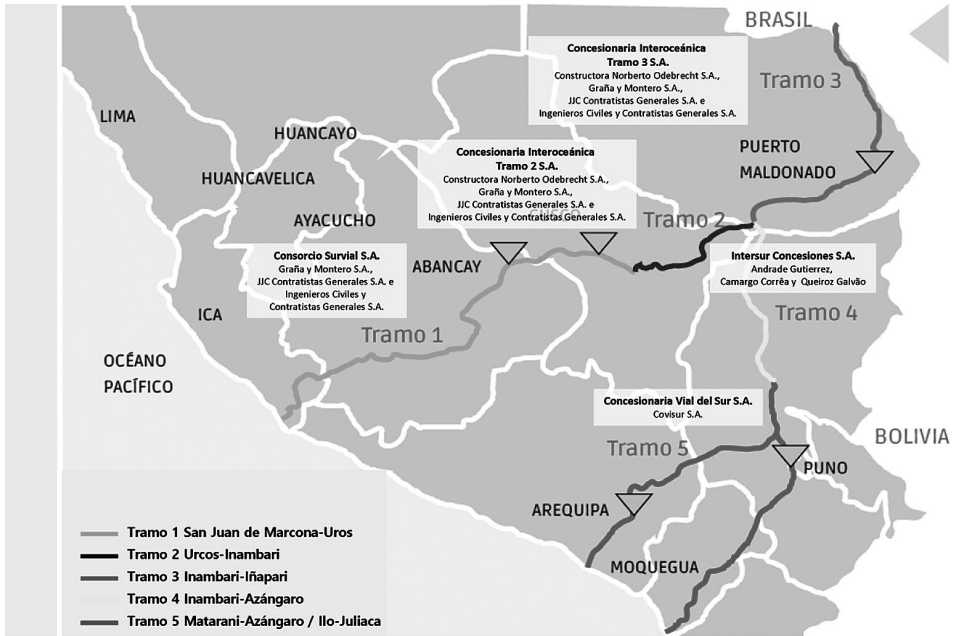 BRASIL
Concesionaria Interoceánica
Tramo 3 S.A.
Constructora Norberto Odebrecht S.A.,
Graña y Montero S.A.,
JJC Contratistas Generales S.A. e
Ingenieros Civiles y Contratistas Generales S.A.
Tramo 3
LIMA
HUANCAYO
Concesionaria Interoceánica
Tramo 2 S.A.
Constructora Norberto Odebrecht S.A.,
Graña y Montero S.A.,
JJC Contratistas Generales S.A. e
Ingenieros Civiles y Contratistas Generales S.A.
PUERTO
MALDONADO
HUANCAVELICA
AYACUCHO
CUSCO
Tramo 2
Consorcio Survial S.A.
Graña y Montero S.A.,
JJC Contratistas Generales S.A. e
Ingenieros Civiles y
Contratistas Generales S.A.
ABANCAY
Intersur Concesiones S.A.
Andrade Gutierrez,
Camargo Corrêa y Queiroz Galvão
ICA
Tramo 1
Tramo 4
OCÉANO
PACÍFICO
Concesionaria Vial del Sur S.A.
Covisur S.A.
BOLIVIA
Tramo 5
PUNO
AREQUIPA
MOQUEGUA
Tramo 1 San Juan de Marcona-Uros
Tramo 2 Urcos-Inambari
Tramo 3 Inambari-Iñapari
Tramo 4 Inambari-Azángaro
Tramo 5 Matarani-Azángaro / Ilo-Juliaca